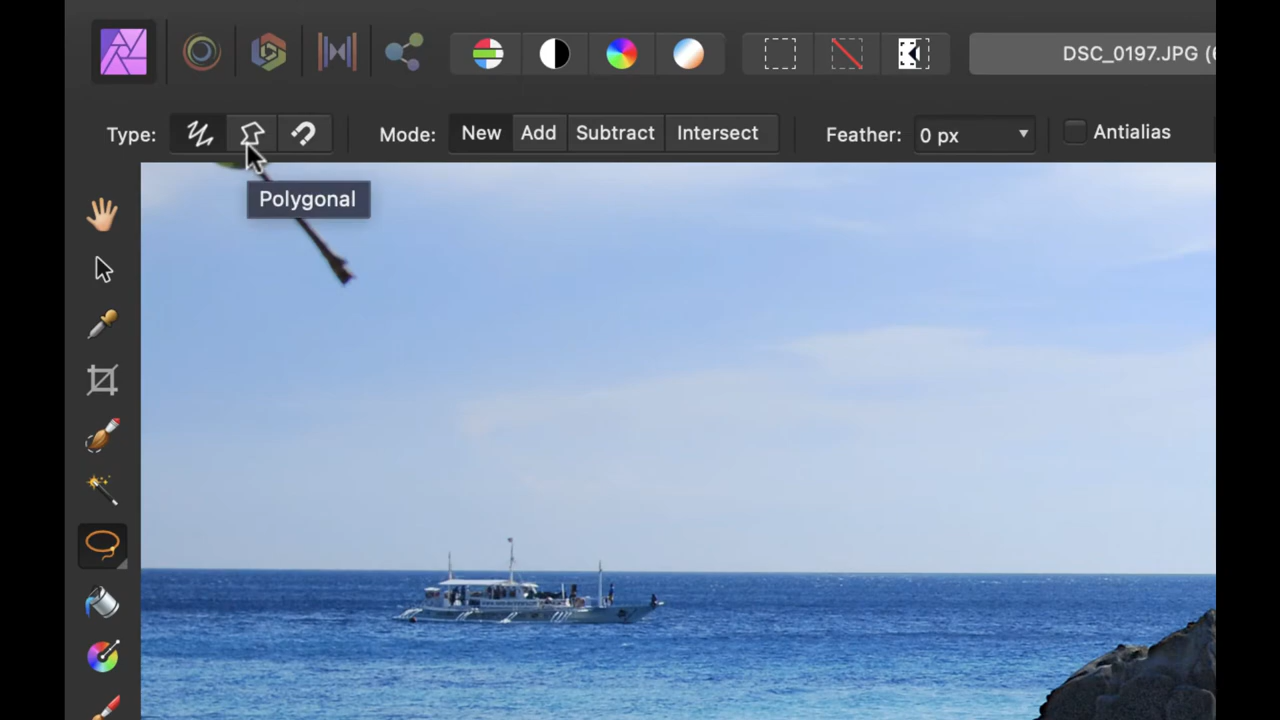 DSC_0197.JPG (
Type:
Mode: New Add Subtract Intersect
Feather: 0 px
Antialias
Polygonal